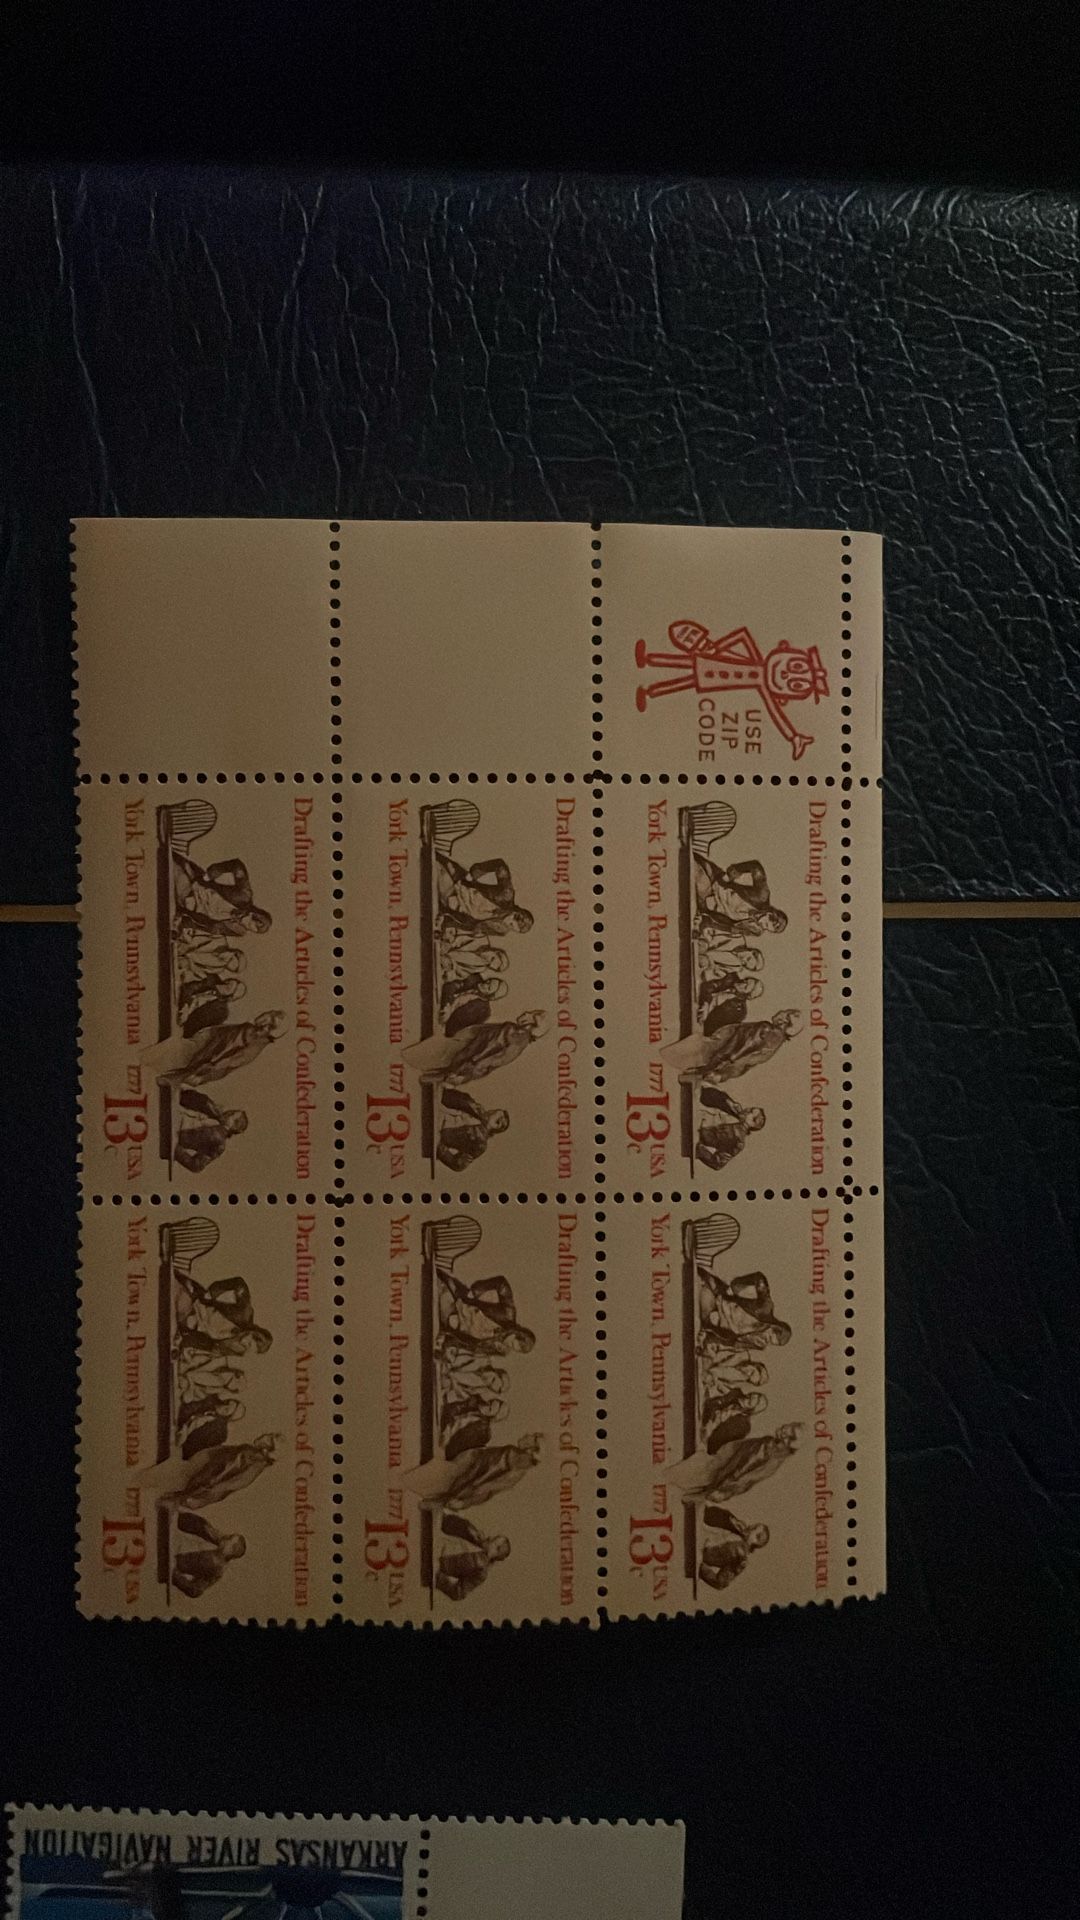 USE
ZIP
CODE
Drafting the Articles of Confederation
York Town, Pennsylvania 1777
13c USA
Drafting the Articles of Confederation
York Town, Pennsylvania 1777
13c USA
Drafting the Articles of Confederation
York Town, Pennsylvania 1777
13c USA
Drafting the Articles of Confederation
York Town, Pennsylvania 1777
13c USA
Drafting the Articles of Confederation
York Town, Pennsylvania 1777
13c USA
Drafting the Articles of Confederation
York Town, Pennsylvania 1777
13c USA
ARKANSAS RIVER NAVIGATION